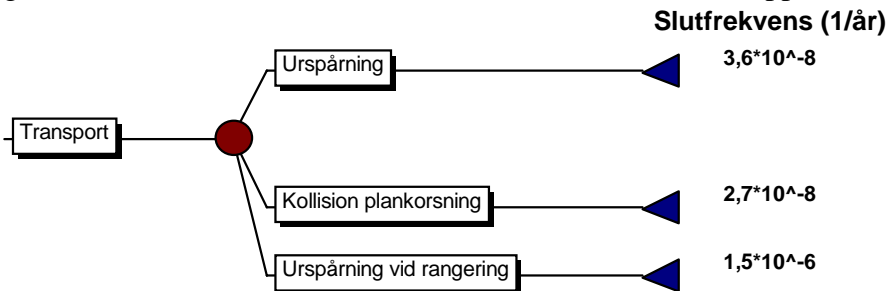 Slutfrekvens (1/år)
Urspårning 3,6*10^-8
Transport
Kollision plankorsning 2,7*10^-8
Urspårning vid rangering 1,5*10^-6